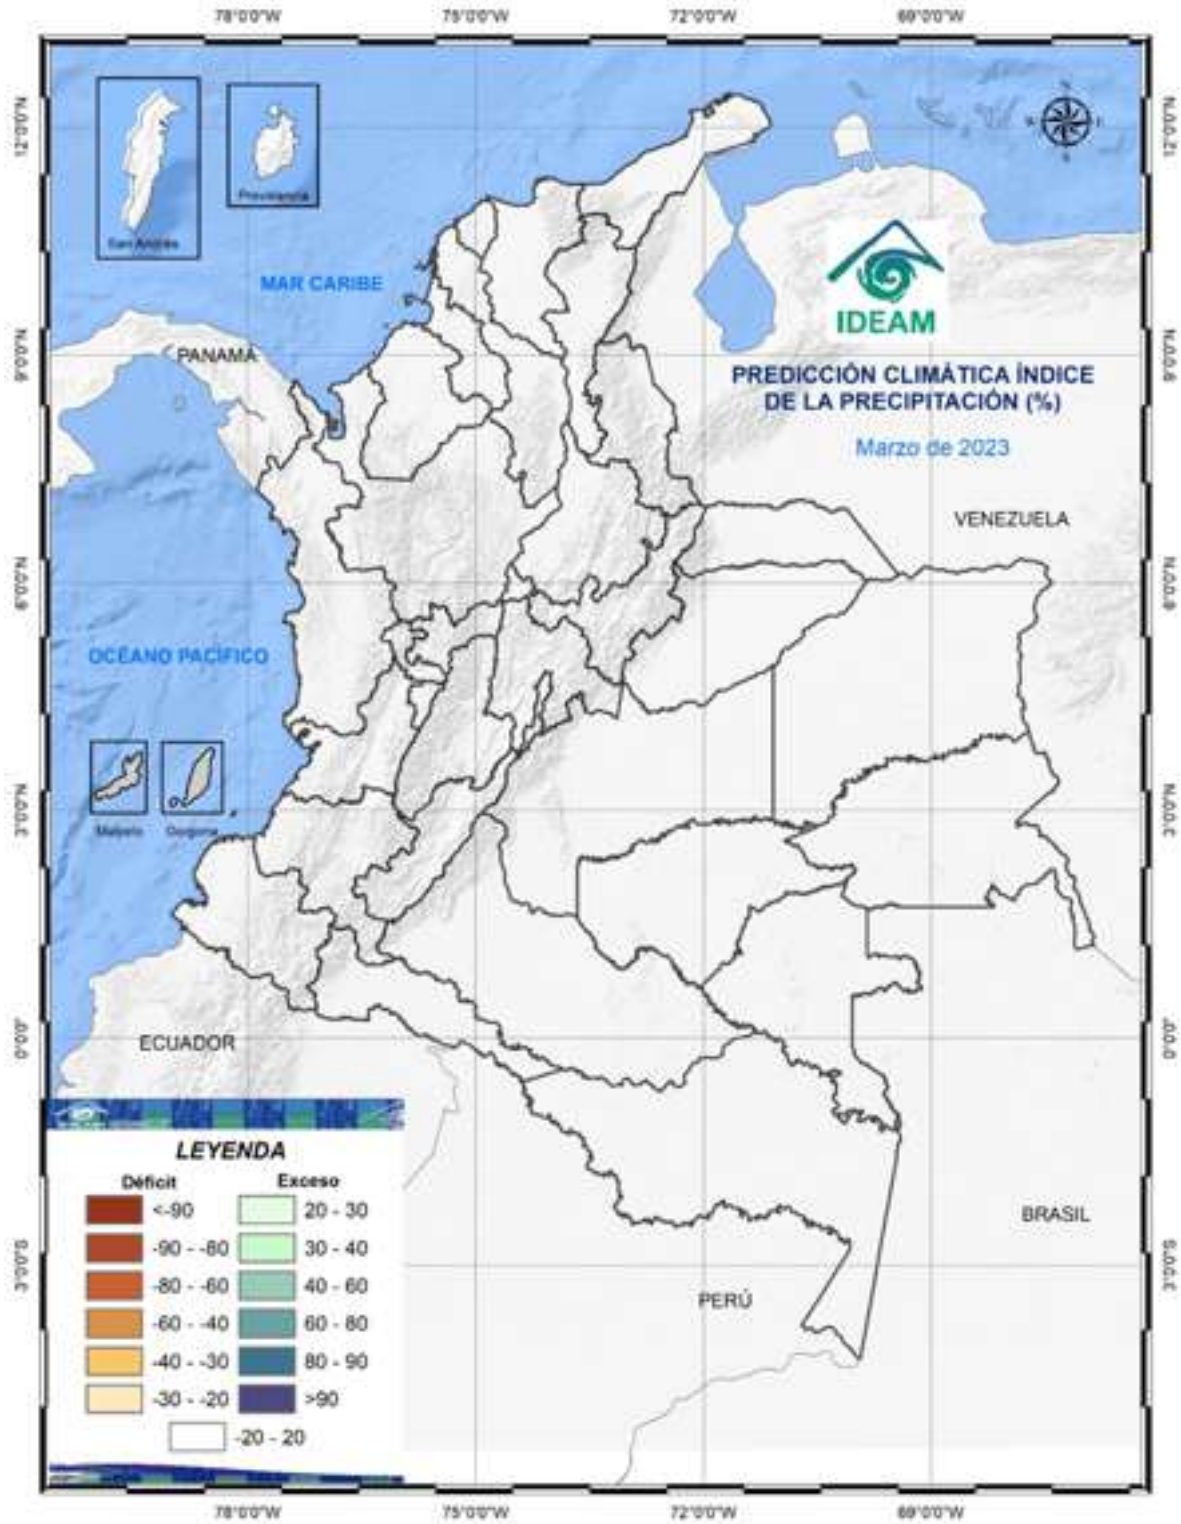 78°0'0"W 75°0'0"W 72°0'0"W 69°0'0"W
12°0'0"N
12°0'0"N
San Andrés
Providencia
MAR CARIBE
IDEAM
9°0'0"N
9°0'0"N
PANAMÁ
PREDICCIÓN CLIMÁTICA ÍNDICE
DE LA PRECIPITACIÓN (%)
Marzo de 2023
VENEZUELA
6°0'0"N
6°0'0"N
OCÉANO PACÍFICO
3°0'0"N
3°0'0"N
Malpelo
Gorgona
0°0'0"
0°0'0"
ECUADOR
LEYENDA
Déficit Exceso
<-90 20 - 30
-90 - -80 30 - 40
-80 - -60 40 - 60
-60 - -40 60 - 80
-40 - -30 80 - 90
-30 - -20 >90
-20 - 20
BRASIL
PERÚ
3°0'0"S
3°0'0"S
78°0'0"W 75°0'0"W 72°0'0"W 69°0'0"W